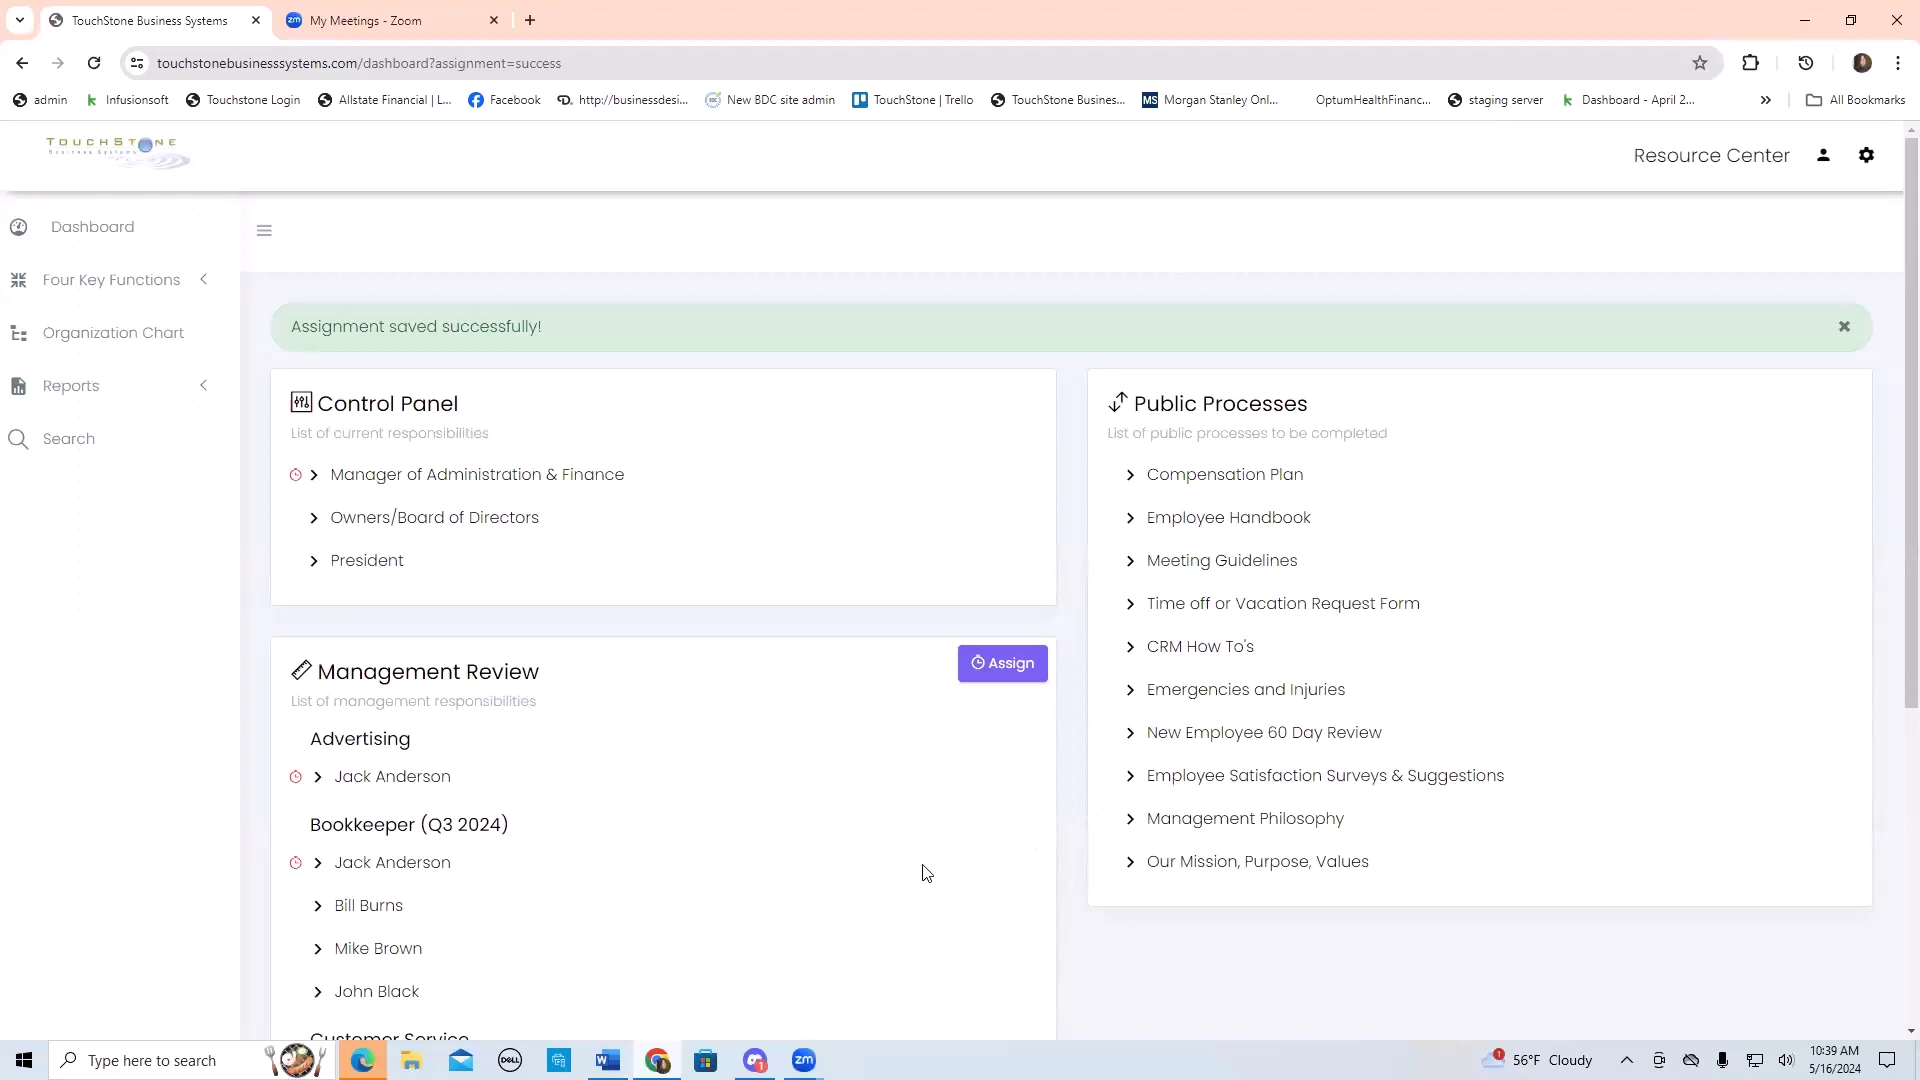 TouchStone Business Systems
My Meetings - Zoom
touchstonebusinesssystems.com/dashboard?assignment=success
admin
Infusionsoft
Touchstone Login
Allstate Financial | L...
Facebook
http://businessdesi...
New BDC site admin
TouchStone | Trello
TouchStone Busines...
Morgan Stanley Onl...
OptumHealthFinanc...
staging server
Dashboard - April 2...
All Bookmarks
TOUCHSTONE
Business Systems
Resource Center
Dashboard
Four Key Functions
Organization Chart
Reports
Search
Assignment saved successfully!
Control Panel
List of current responsibilities
Manager of Administration & Finance
Owners/Board of Directors
President
Management Review
List of management responsibilities
Assign
Advertising
Jack Anderson
Bookkeeper (Q3 2024)
Jack Anderson
Bill Burns
Mike Brown
John Black
Customer Service
Public Processes
List of public processes to be completed
Compensation Plan
Employee Handbook
Meeting Guidelines
Time off or Vacation Request Form
CRM How To's
Emergencies and Injuries
New Employee 60 Day Review
Employee Satisfaction Surveys & Suggestions
Management Philosophy
Our Mission, Purpose, Values
Type here to search
DELL
zm
56°F Cloudy
10:39 AM
5/16/2024